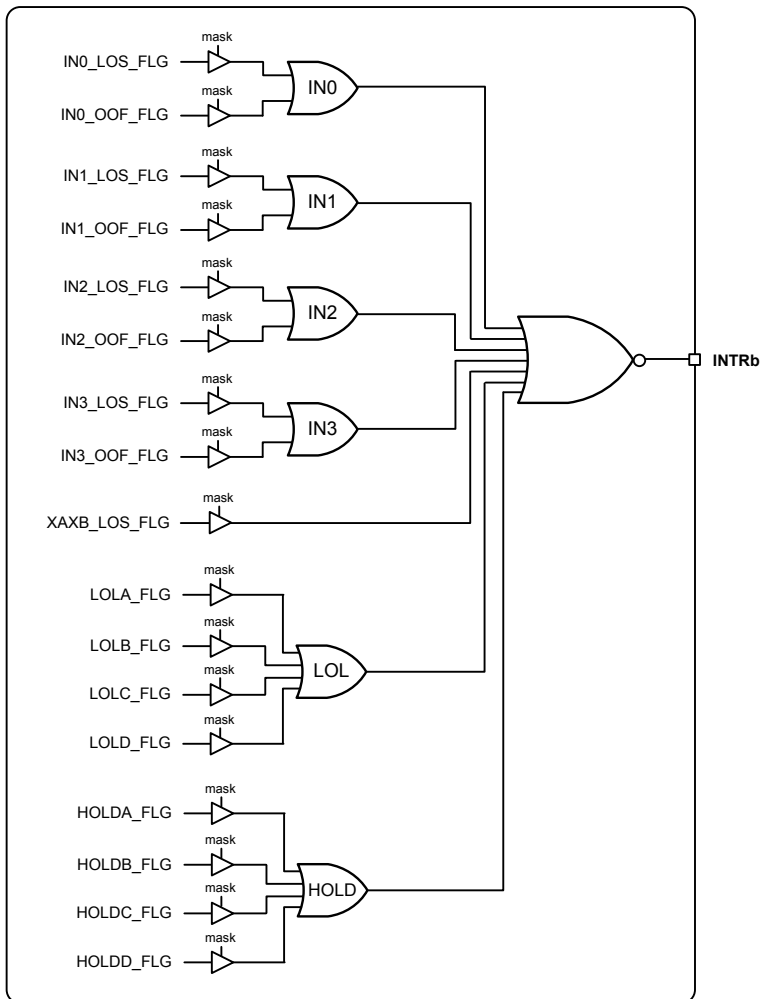 mask
IN0_LOS_FLG
IN0
mask
IN0_OOF_FLG
mask
IN1_LOS_FLG
IN1
mask
IN1_OOF_FLG
mask
IN2_LOS_FLG
IN2
mask
IN2_OOF_FLG
INTRb
mask
IN3_LOS_FLG
IN3
mask
IN3_OOF_FLG
mask
XAXB_LOS_FLG
mask
LOLA_FLG
mask
LOLB_FLG
LOL
mask
LOLC_FLG
mask
LOLD_FLG
mask
HOLDA_FLG
mask
HOLDB_FLG
HOLD
mask
HOLDC_FLG
mask
HOLDD_FLG